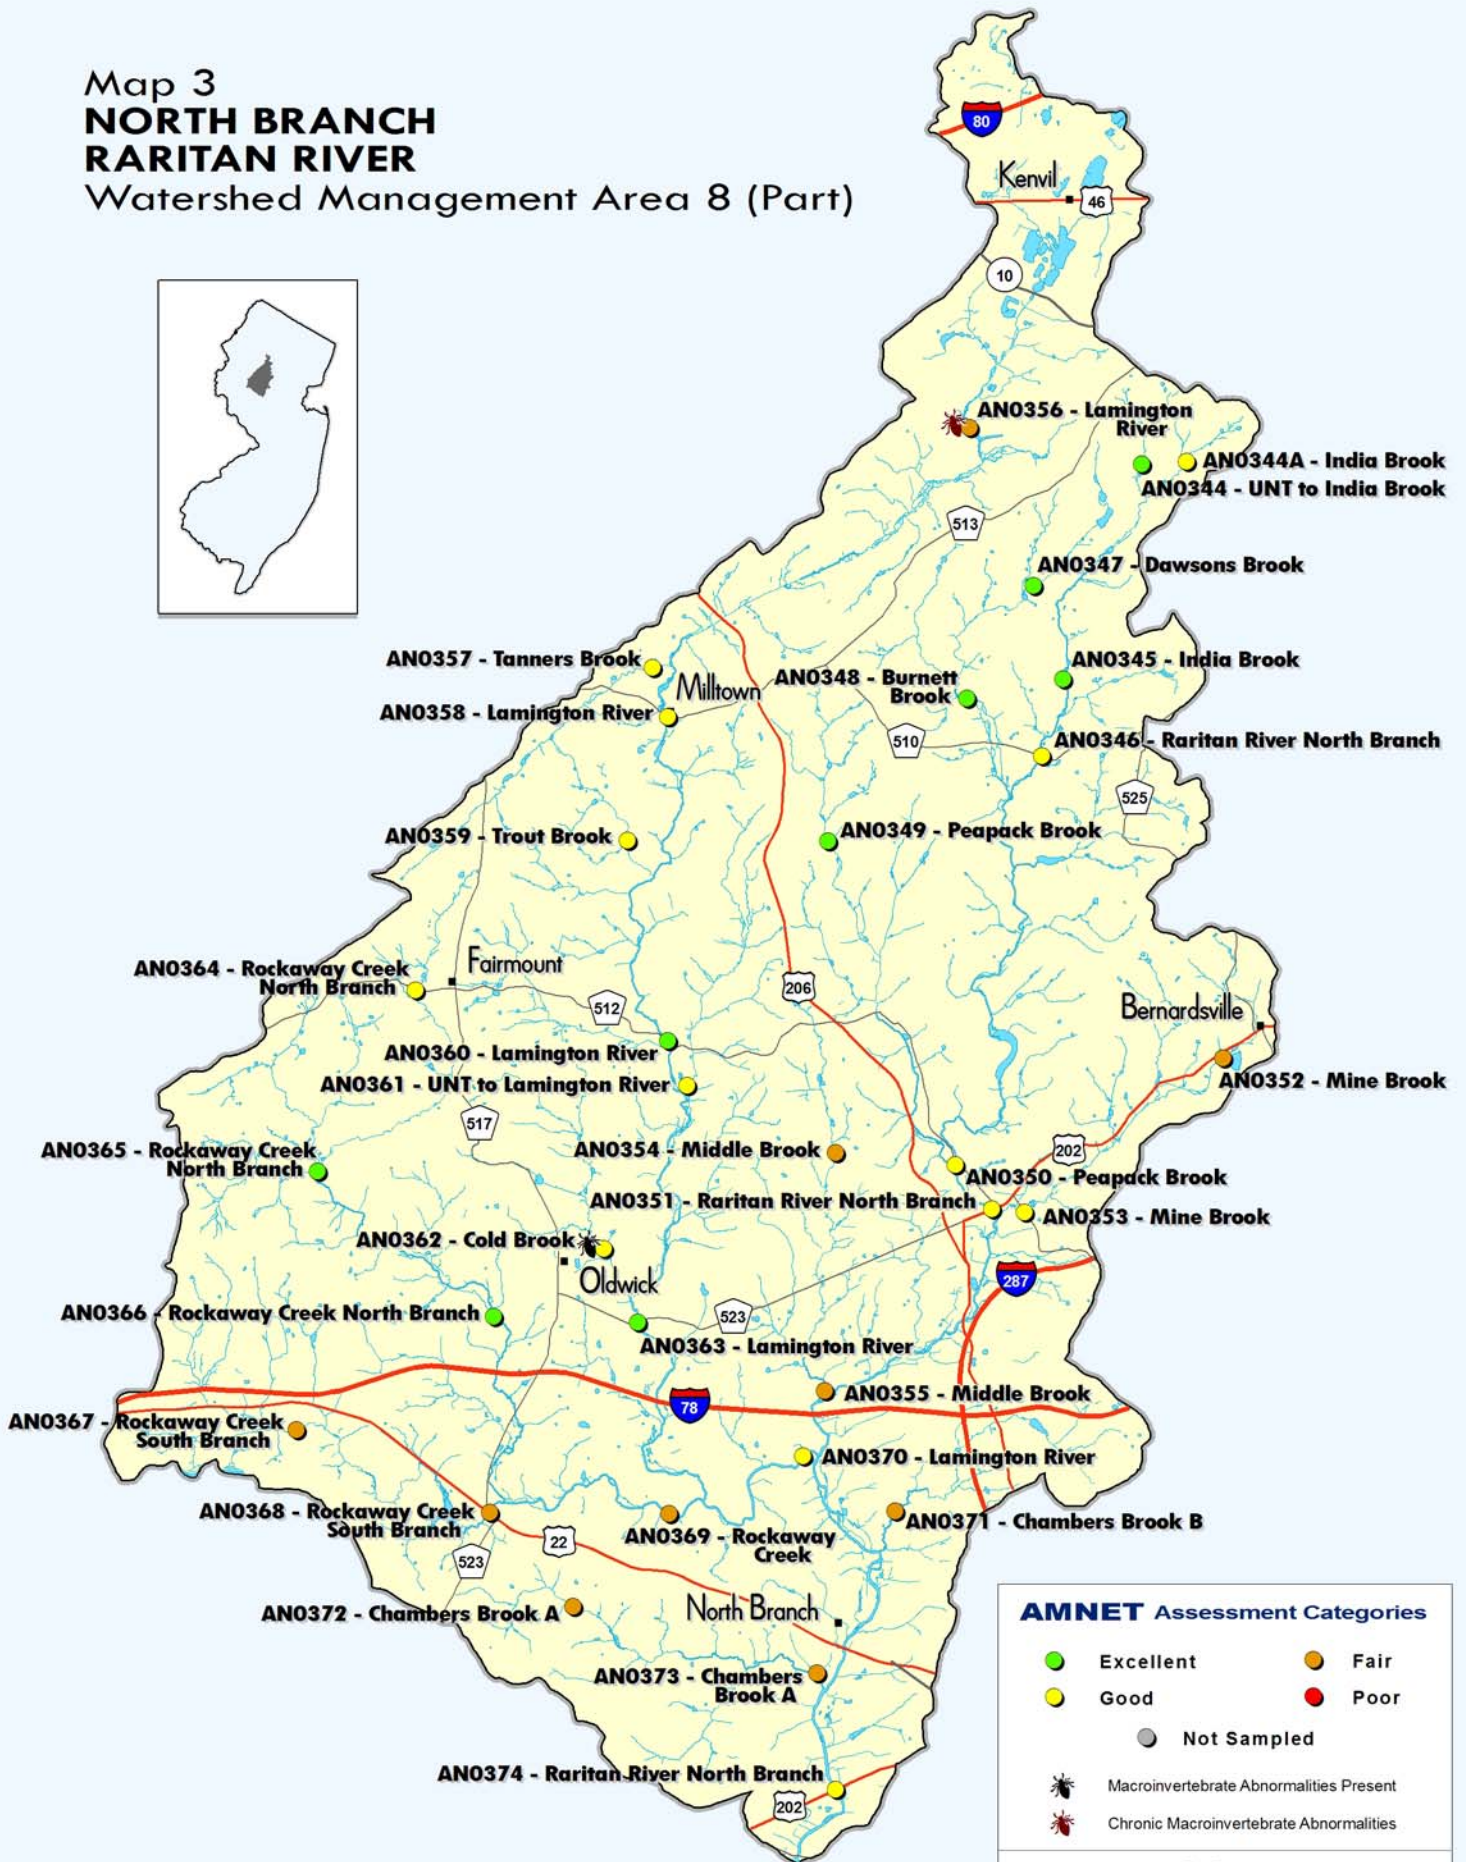 Map 3
NORTH BRANCH
RARITAN RIVER
Watershed Management Area 8 (Part)
80
Kenvil
46
10
AN0356 - Lamington
River
AN0344A - India Brook
AN0344 - UNT to India Brook
513
AN0347 - Dawsons Brook
AN0357 - Tanners Brook
AN0345 - India Brook
Milltown
AN0348 - Burnett
Brook
AN0358 - Lamington River
510
AN0346 - Raritan River North Branch
525
AN0359 - Trout Brook
AN0349 - Peapack Brook
AN0364 - Rockaway Creek
North Branch
Fairmount
206
512
Bernardsville
AN0360 - Lamington River
AN0361 - UNT to Lamington River
AN0352 - Mine Brook
517
AN0365 - Rockaway Creek
North Branch
AN0354 - Middle Brook
202
AN0350 - Peapack Brook
AN0351 - Raritan River North Branch
AN0353 - Mine Brook
AN0362 - Cold Brook
Oldwick
287
AN0366 - Rockaway Creek North Branch
523
AN0363 - Lamington River
AN0355 - Middle Brook
78
AN0367 - Rockaway Creek
South Branch
AN0370 - Lamington River
AN0368 - Rockaway Creek
South Branch
AN0369 - Rockaway
Creek
AN0371 - Chambers Brook B
22
523
AN0372 - Chambers Brook A
North Branch
AN0373 - Chambers
Brook A
AN0374 - Raritan River North Branch
202
AMNET Assessment Categories
Excellent
Fair
Good
Poor
Not Sampled
Macroinvertebrate Abnormalities Present
Chronic Macroinvertebrate Abnormalities